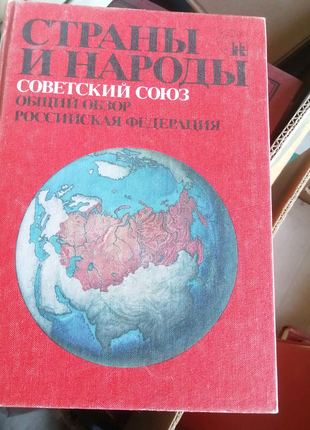 СТРАНЫ
И НАРОДЫ
СОВЕТСКИЙ СОЮЗ
ОБЩИЙ ОБЗОР
РОССИЙСКАЯ ФЕДЕРАЦИЯ